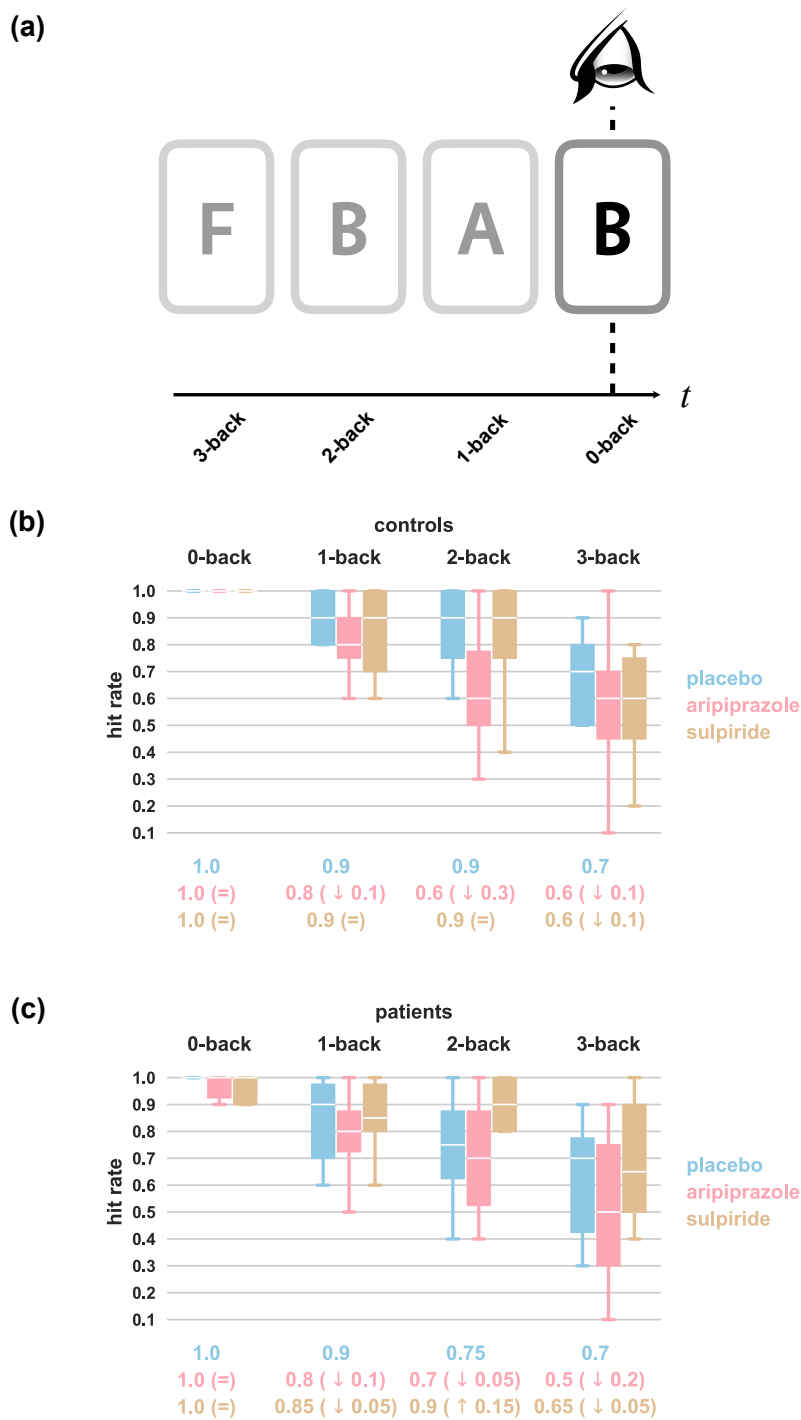 (a)
F B A B
t
3-back 2-back 1-back 0-back
(b)
controls
0-back 1-back 2-back 3-back
hit rate
1.0
0.9
0.8
0.7
0.6
0.5
0.4
0.3
0.2
0.1
placebo
aripiprazole
sulpiride
1.0 0.9 0.9 0.7
1.0 (=) 0.8 ( ↓ 0.1) 0.6 ( ↓ 0.3) 0.6 ( ↓ 0.1)
1.0 (=) 0.9 (=) 0.9 (=) 0.6 ( ↓ 0.1)
(c)
patients
0-back 1-back 2-back 3-back
hit rate
1.0
0.9
0.8
0.7
0.6
0.5
0.4
0.3
0.2
0.1
placebo
aripiprazole
sulpiride
1.0 0.9 0.75 0.7
1.0 (=) 0.8 ( ↓ 0.1) 0.7 ( ↓ 0.05) 0.5 ( ↓ 0.2)
1.0 (=) 0.85 ( ↓ 0.05) 0.9 ( ↑ 0.15) 0.65 ( ↓ 0.05)